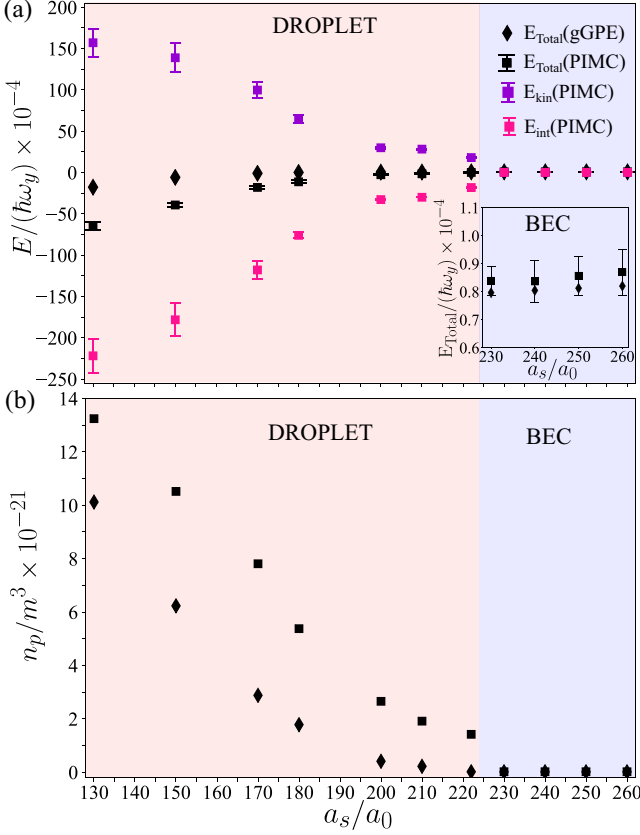 (a)
DROPLET
E_Total(gGPE)
E_Total(PIMC)
E_kin(PIMC)
E_int(PIMC)
E/(ħω_y) × 10⁻⁴
200
150
100
50
0
−50
−100
−150
−200
−250
BEC
E_Total/(ħω_y) × 10⁻⁴
1.1
1.0
0.9
0.8
0.7
0.6
230 240 250 260
a_s/a_0
(b)
DROPLET
BEC
n_p/m³ × 10⁻²¹
14
12
10
8
6
4
2
0
130 140 150 160 170 180 190 200 210 220 230 240 250 260
a_s/a_0